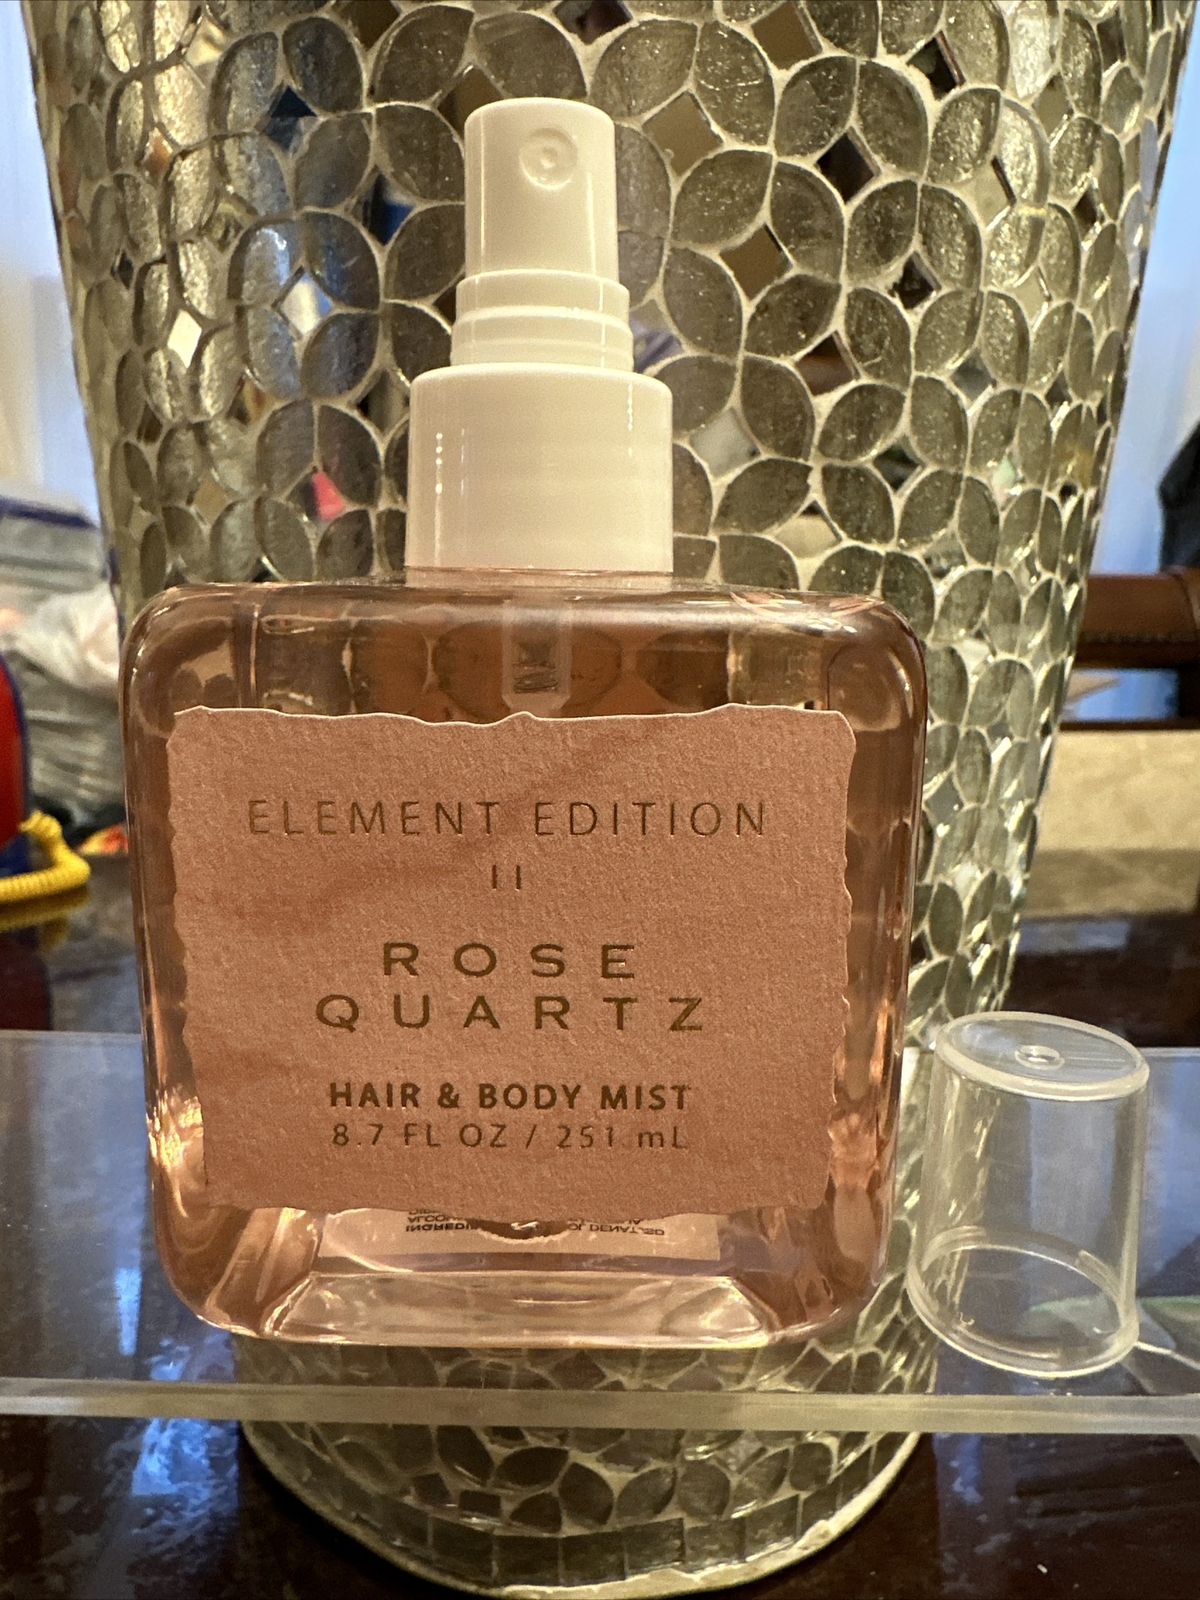 ELEMENT EDITION
II
ROSE
QUARTZ
HAIR & BODY MIST
8.7 FL OZ / 251 mL